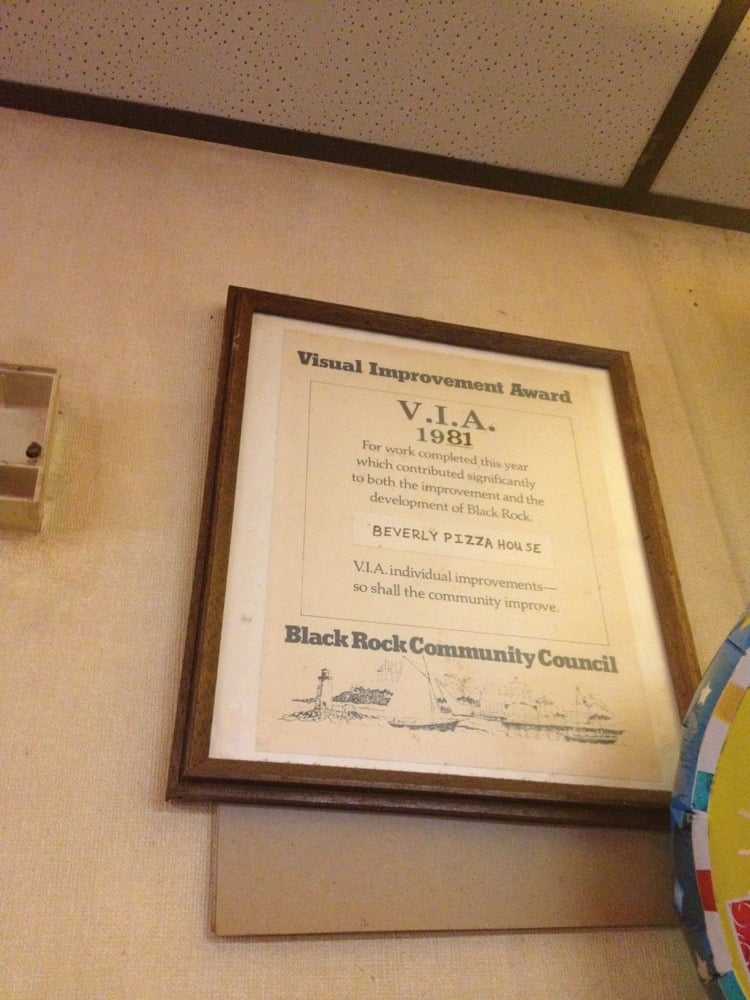 Visual Improvement Award
V.I.A.
1981
For work completed this year
which contributed significantly
to both the improvement and the
development of Black Rock.
BEVERLY PIZZA HOUSE
V.I.A. individual improvements—
so shall the community improve.
Black Rock Community Council